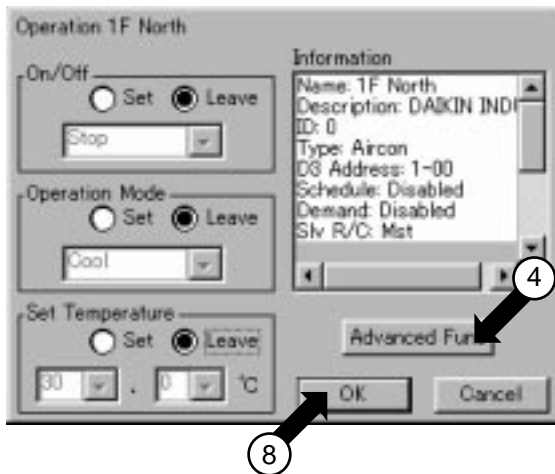 Operation 1F North
On/Off
Set Leave
Stop
Operation Mode
Set Leave
Cool
Set Temperature
Set Leave
30 . 0 °C
Information
Name: 1F North
Description: DAIKIN IND
ID: 0
Type: Aircon
D3 Address: 1-00
Schedule: Disabled
Demand: Disabled
Slv R/C: Mst
4
Advanced Fun
OK Cancel
8